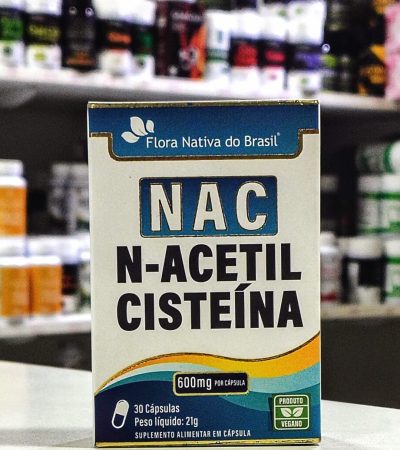 Flora Nativa do Brasil®
NAC
N-ACETIL
CISTEÍNA
600mg POR CÁPSULA
30 Cápsulas
Peso líquido: 21g
SUPLEMENTO ALIMENTAR EM CÁPSULA
PRODUTO
VEGANO